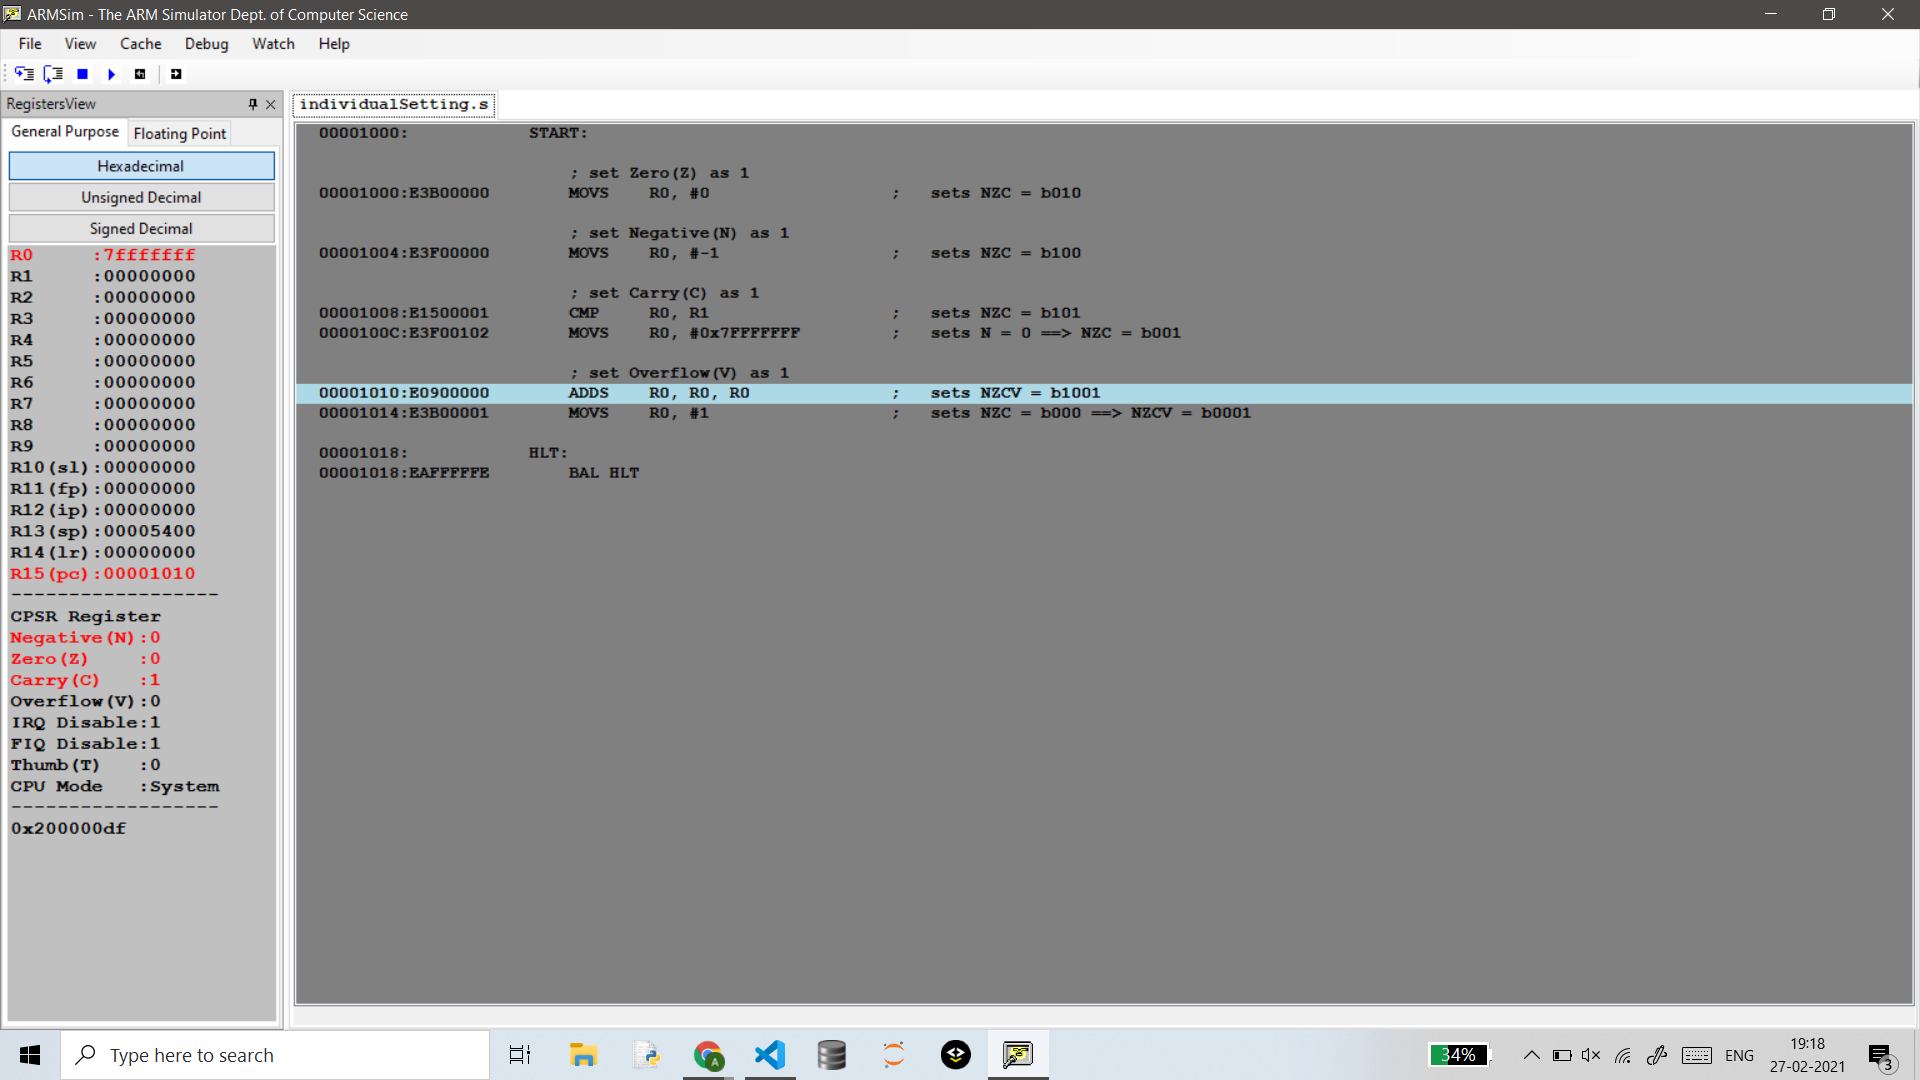 ARMSim - The ARM Simulator Dept. of Computer Science
File View Cache Debug Watch Help
RegistersView
General Purpose Floating Point
Hexadecimal
Unsigned Decimal
Signed Decimal
R0 :7fffffff
R1 :00000000
R2 :00000000
R3 :00000000
R4 :00000000
R5 :00000000
R6 :00000000
R7 :00000000
R8 :00000000
R9 :00000000
R10(sl):00000000
R11(fp):00000000
R12(ip):00000000
R13(sp):00005400
R14(lr):00000000
R15(pc):00001010
------------------
CPSR Register
Negative(N):0
Zero(Z) :0
Carry(C) :1
Overflow(V):0
IRQ Disable:1
FIQ Disable:1
Thumb(T) :0
CPU Mode :System
------------------
0x200000df
individualSetting.s
00001000: START:
; set Zero(Z) as 1
00001000:E3B00000 MOVS R0, #0 ; sets NZC = b010
; set Negative(N) as 1
00001004:E3F00000 MOVS R0, #-1 ; sets NZC = b100
; set Carry(C) as 1
00001008:E1500001 CMP R0, R1 ; sets NZC = b101
0000100C:E3F00102 MOVS R0, #0x7FFFFFFF ; sets N = 0 ==> NZC = b001
; set Overflow(V) as 1
00001010:E0900000 ADDS R0, R0, R0 ; sets NZCV = b1001
00001014:E3B00001 MOVS R0, #1 ; sets NZC = b000 ==> NZCV = b0001
00001018: HLT:
00001018:EAFFFFFE BAL HLT
Type here to search
A
34%
ENG
19:18
27-02-2021
3